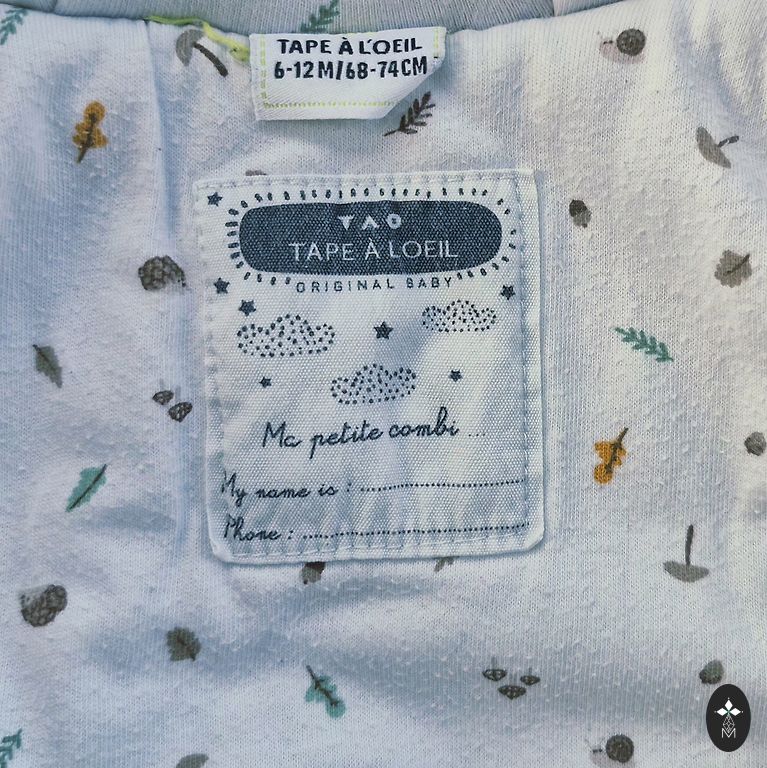 TAPE À L'OEIL
6-12M/68-74CM
TAO
TAPE À L'OEIL
ORIGINAL BABY
Ma petite combi ...
My name is : ..............................
Phone : ........................................
M